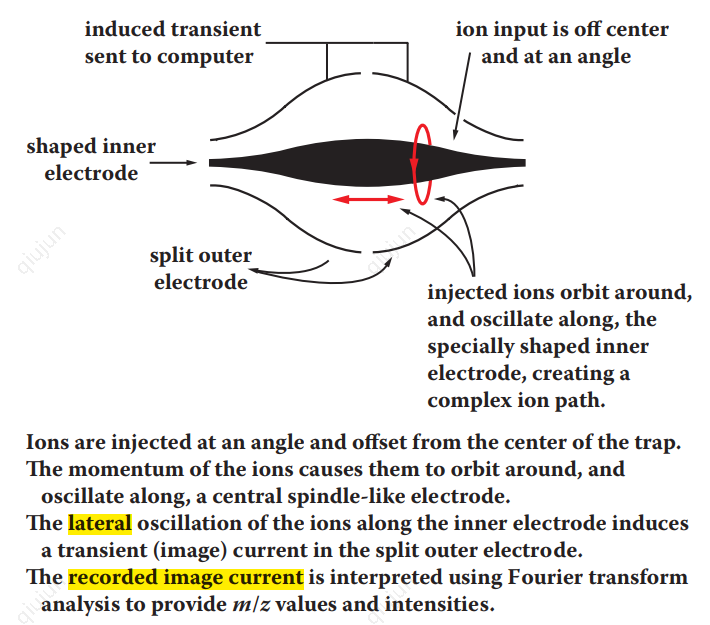 induced transient
sent to computer
ion input is off center
and at an angle
shaped inner
electrode
split outer
electrode
injected ions orbit around,
and oscillate along, the
specially shaped inner
electrode, creating a
complex ion path.
Ions are injected at an angle and offset from the center of the trap.
The momentum of the ions causes them to orbit around, and
oscillate along, a central spindle-like electrode.
The lateral oscillation of the ions along the inner electrode induces
a transient (image) current in the split outer electrode.
The recorded image current is interpreted using Fourier transform
analysis to provide m/z values and intensities.
qiujun
qiujun
qiujun
qiujun